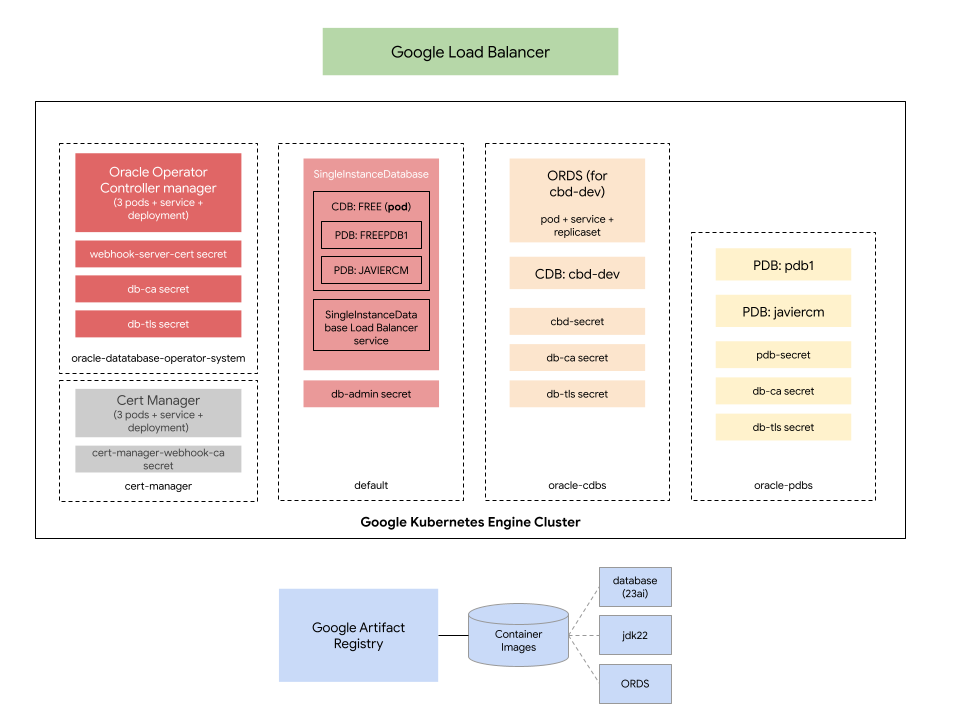 Google Load Balancer
Oracle Operator
Controller manager
(3 pods + service +
deployment)
webhook-server-cert secret
db-ca secret
db-tls secret
oracle-datatabase-operator-system
Cert Manager
(3 pods + service +
deployment)
cert-manager-webhook-ca
secret
cert-manager
SingleInstanceDatabase
CDB: FREE (pod)
PDB: FREEPDB1
PDB: JAVIERCM
SingleInstanceData
base Load Balancer
service
db-admin secret
default
ORDS (for
cbd-dev)
pod + service +
replicaset
CDB: cbd-dev
cbd-secret
db-ca secret
db-tls secret
oracle-cdbs
PDB: pdb1
PDB: javiercm
pdb-secret
db-ca secret
db-tls secret
oracle-pdbs
Google Kubernetes Engine Cluster
Google Artifact
Registry
Container
Images
database
(23ai)
jdk22
ORDS